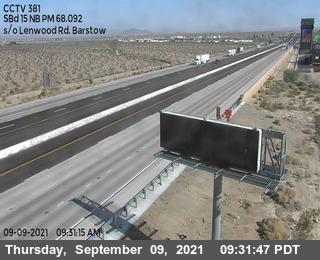 CCTV 381
SBd 15 NB PM 68.092
s/o Lenwood Rd. Barstow
09-09-2021 09:31:15 AM
Thursday, September 09, 2021 09:31:47 PDT